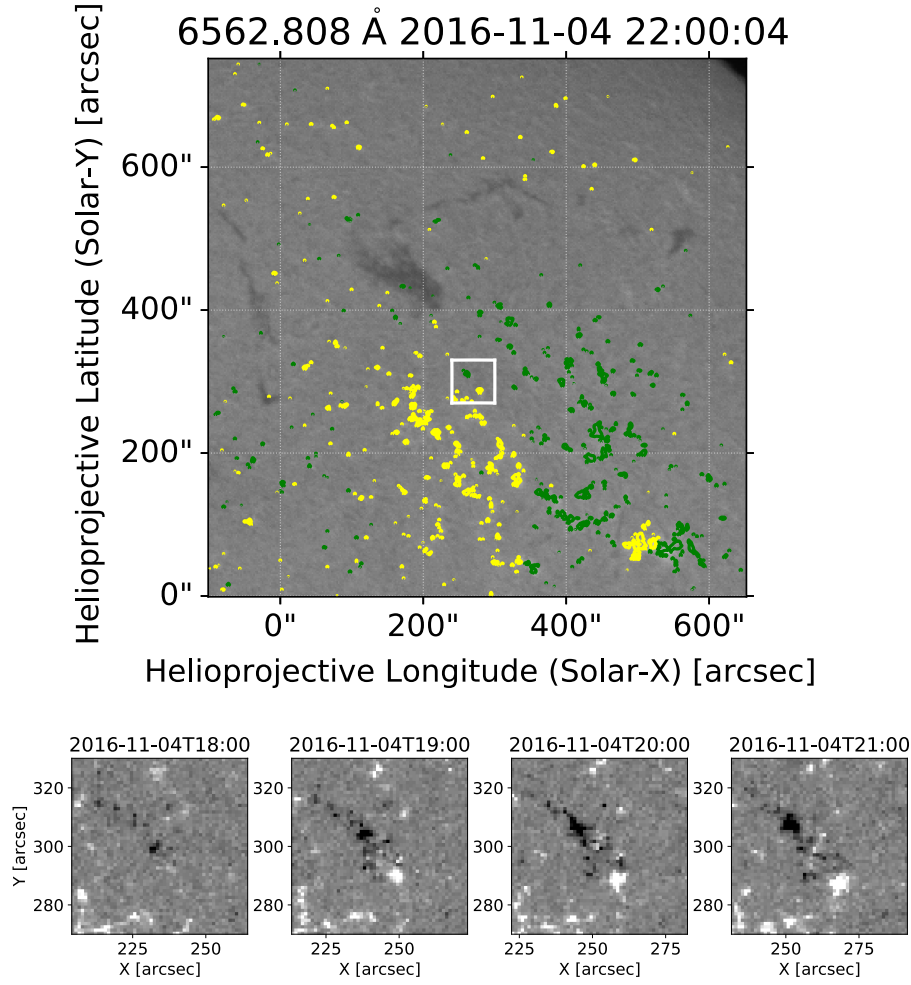 6562.808 Å 2016-11-04 22:00:04
Helioprojective Latitude (Solar-Y) [arcsec]
600"
400"
200"
0"
0" 200" 400" 600"
Helioprojective Longitude (Solar-X) [arcsec]
2016-11-04T18:00 2016-11-04T19:00 2016-11-04T20:00 2016-11-04T21:00
Y [arcsec]
320 320 320 320
300 300 300 300
280 280 280 280
225 250 225 250 225 250 275 250 275
X [arcsec] X [arcsec] X [arcsec] X [arcsec]